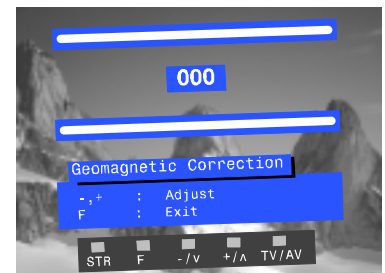 000
Geomagnetic Correction
-,+ : Adjust
F : Exit
STR F -/v +/ʌ TV/AV